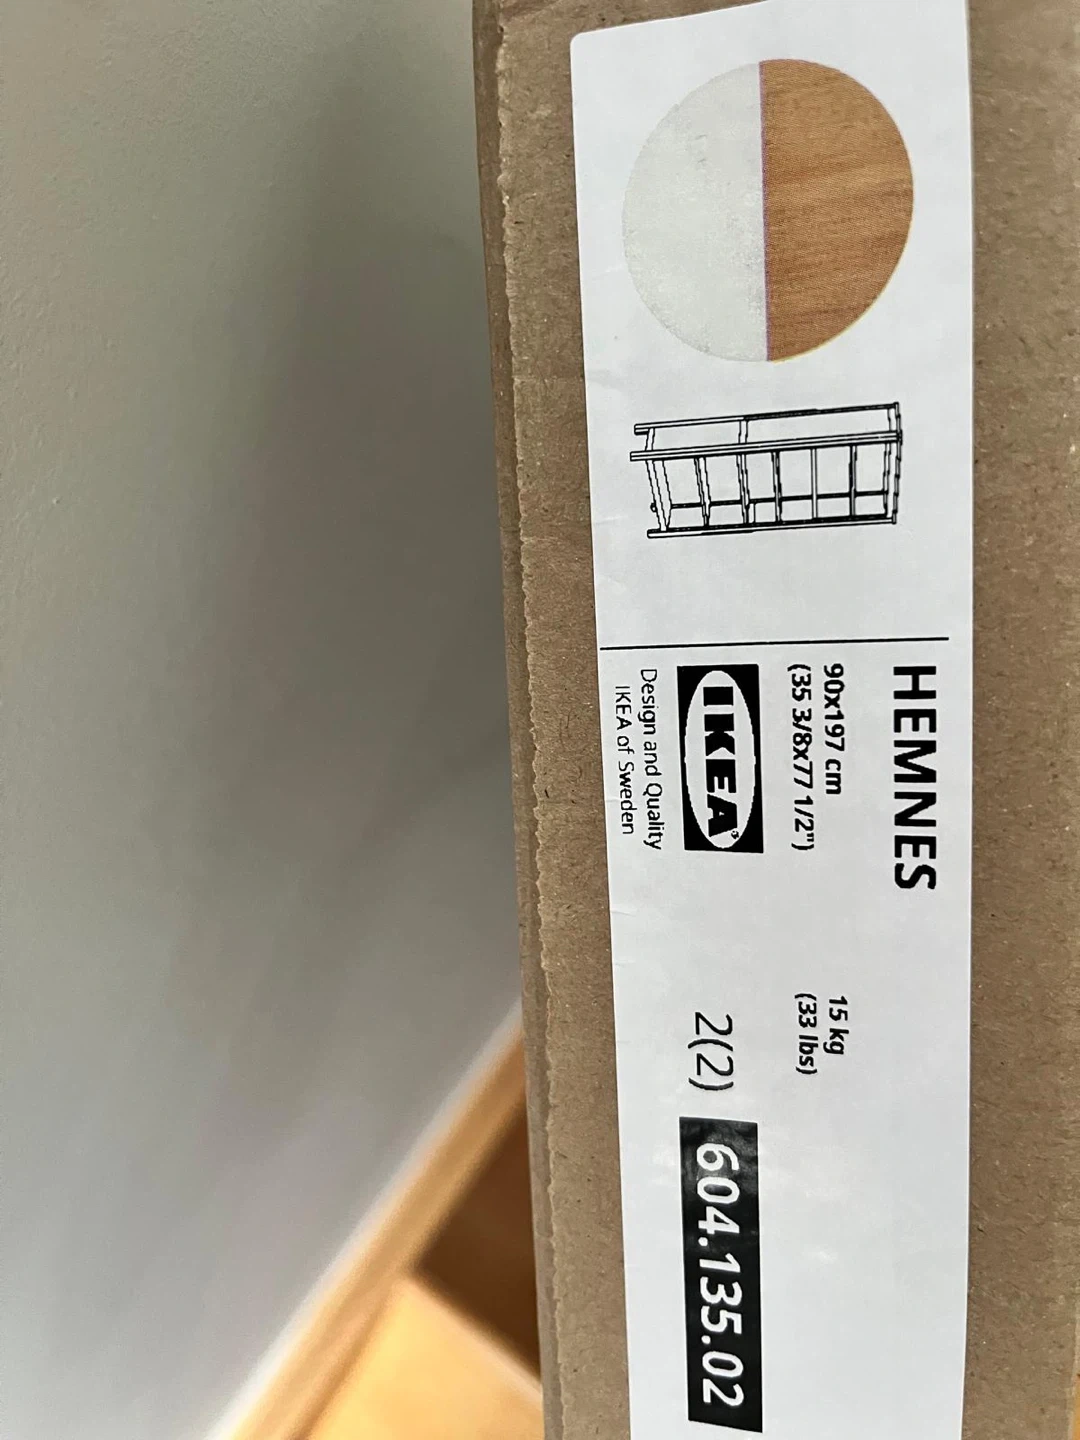 HEMNES
90x197 cm
(35 3/8x77 1/2")
15 kg
(33 lbs)
IKEA®
Design and Quality
IKEA of Sweden
2(2)
604.135.02